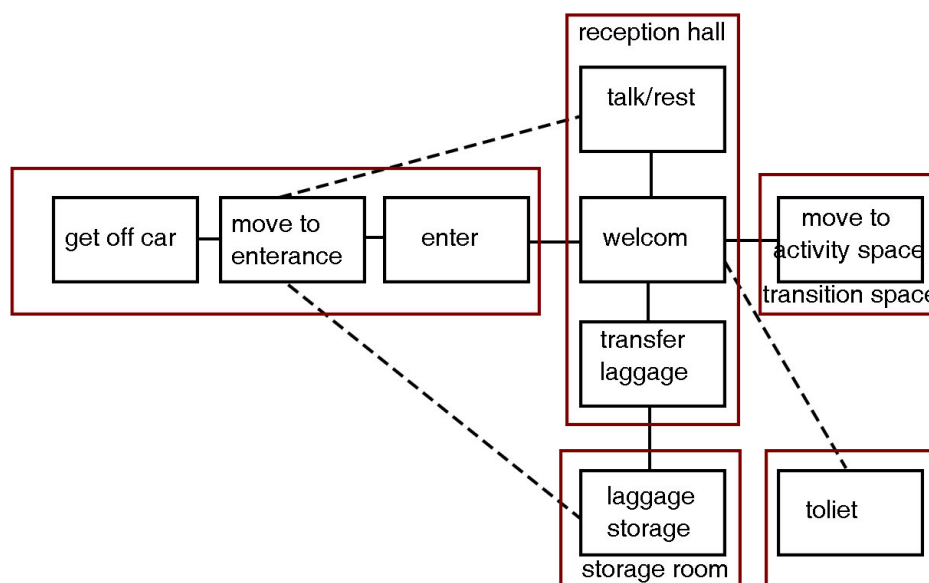 reception hall
talk/rest
get off car
move to
enterance
enter
welcom
move to
activity space
transition space
transfer
laggage
laggage
storage
storage room
toliet